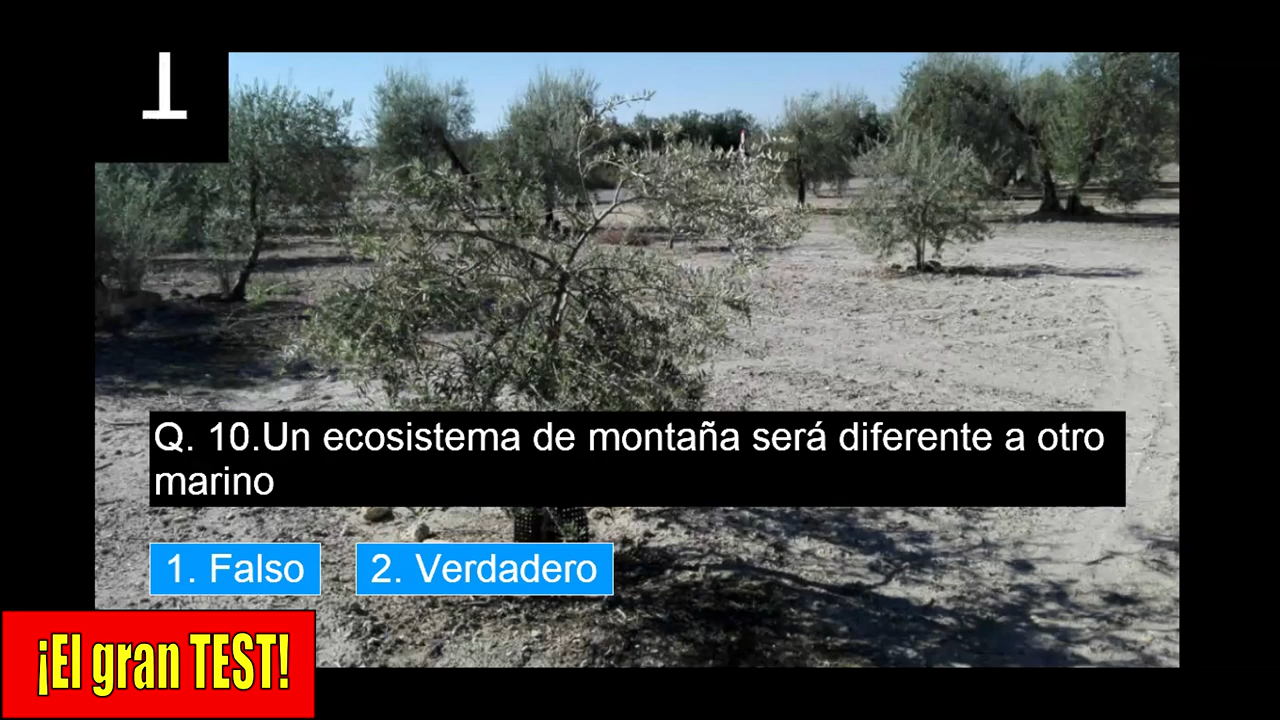 1
Q. 10.Un ecosistema de montaña será diferente a otro
marino
1. Falso
2. Verdadero
¡El gran TEST!